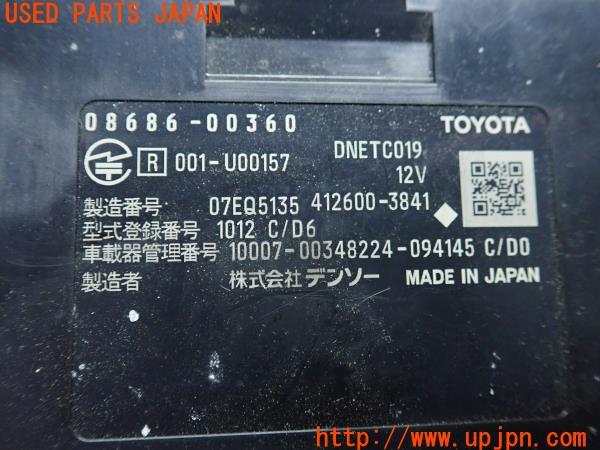 USED PARTS JAPAN
08686-00360
TOYOTA
R 001-U00157
DNETC019
12V
製造番号 07EQ5135 412600-3841
型式登録番号 1012 C/D6
車載器管理番号 10007-00348224-094145 C/D0
製造者 株式会社デンソー MADE IN JAPAN
http://www.upjpn.com